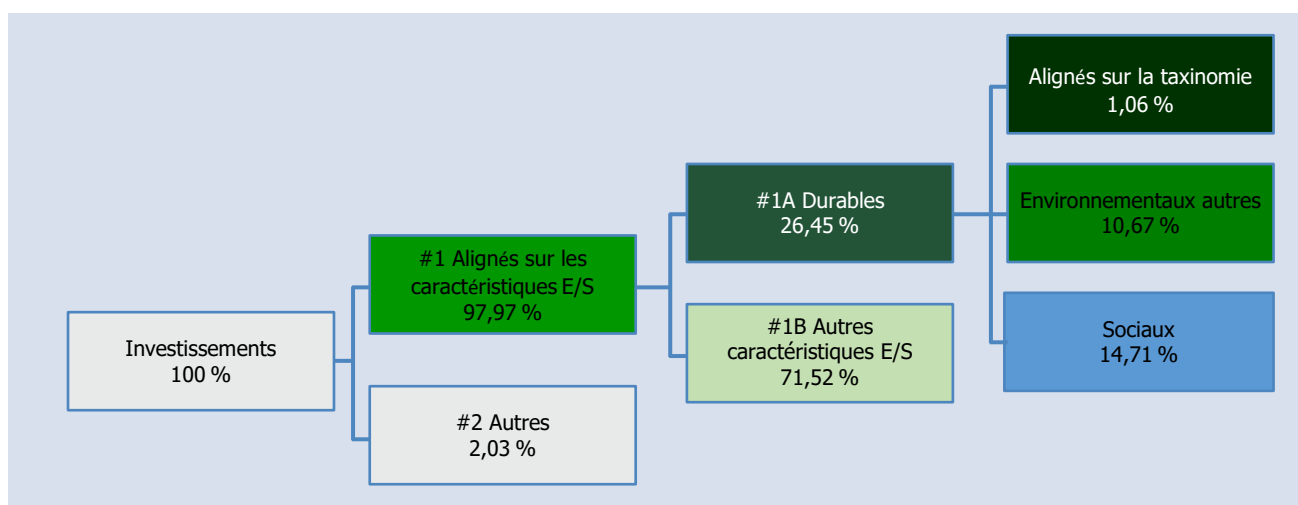 Investissements
100 %
#1 Alignés sur les
caractéristiques E/S
97,97 %
#2 Autres
2,03 %
#1A Durables
26,45 %
#1B Autres
caractéristiques E/S
71,52 %
Alignés sur la taxinomie
1,06 %
Environnementaux autres
10,67 %
Sociaux
14,71 %